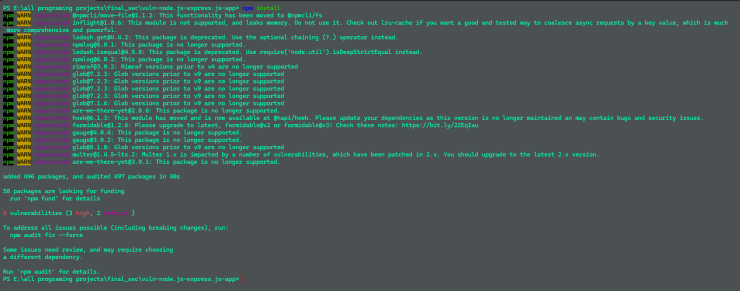 PS E:\all programing projects\final_sec\vuln-node.js-express.js-app> npm install
npm WARN deprecated @npmcli/move-file@1.1.2: This functionality has been moved to @npmcli/fs
npm WARN deprecated inflight@1.0.6: This module is not supported, and leaks memory. Do not use it. Check out lru-cache if you want a good and tested way to coalesce async requests by a key value, which is much
more comprehensive and powerful.
npm WARN deprecated lodash.get@4.4.2: This package is deprecated. Use the optional chaining (?.) operator instead.
npm WARN deprecated npmlog@5.0.1: This package is no longer supported.
npm WARN deprecated lodash.isequal@4.5.0: This package is deprecated. Use require('node:util').isDeepStrictEqual instead.
npm WARN deprecated npmlog@6.0.2: This package is no longer supported.
npm WARN deprecated rimraf@3.0.2: Rimraf versions prior to v4 are no longer supported
npm WARN deprecated glob@7.2.3: Glob versions prior to v9 are no longer supported
npm WARN deprecated glob@7.2.3: Glob versions prior to v9 are no longer supported
npm WARN deprecated glob@7.2.3: Glob versions prior to v9 are no longer supported
npm WARN deprecated glob@7.1.6: Glob versions prior to v9 are no longer supported
npm WARN deprecated are-we-there-yet@2.0.0: This package is no longer supported.
npm WARN deprecated hoek@6.1.3: This module has moved and is now available at @hapi/hoek. Please update your dependencies as this version is no longer maintained an may contain bugs and security issues.
npm WARN deprecated formidable@1.2.6: Please upgrade to latest, formidable@v2 or formidable@v3! Check these notes: https://bit.ly/2ZEqIau
npm WARN deprecated gauge@4.0.4: This package is no longer supported.
npm WARN deprecated gauge@3.0.2: This package is no longer supported.
npm WARN deprecated glob@8.1.0: Glob versions prior to v9 are no longer supported
npm WARN deprecated multer@1.4.5-lts.2: Multer 1.x is impacted by a number of vulnerabilities, which have been patched in 2.x. You should upgrade to the latest 2.x version.
npm WARN deprecated are-we-there-yet@3.0.1: This package is no longer supported.
added 496 packages, and audited 497 packages in 40s
58 packages are looking for funding
run `npm fund` for details
5 vulnerabilities (3 high, 2 critical)
To address all issues possible (including breaking changes), run:
npm audit fix --force
Some issues need review, and may require choosing
a different dependency.
Run `npm audit` for details.
PS E:\all programing projects\final_sec\vuln-node.js-express.js-app>